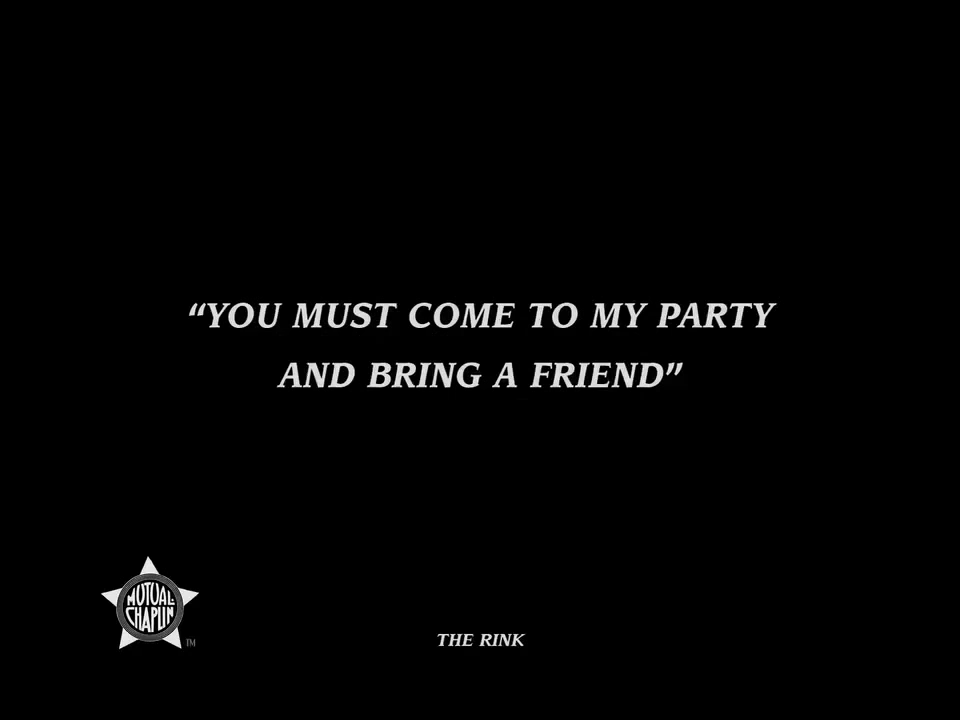 “YOU MUST COME TO MY PARTY
AND BRING A FRIEND”
MUTUAL-
CHAPLIN
TM
THE RINK